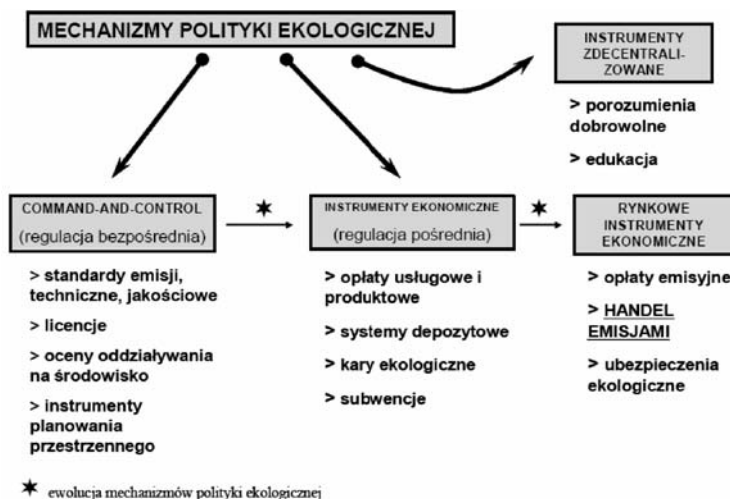 MECHANIZMY POLITYKI EKOLOGICZNEJ
INSTRUMENTY
ZDECENTRALI-
ZOWANE
> porozumienia
dobrowolne
> edukacja
COMMAND-AND-CONTROL
(regulacja bezpośrednia)
> standardy emisji,
techniczne, jakościowe
> licencje
> oceny oddziaływania
na środowisko
> instrumenty
planowania
przestrzennego
INSTRUMENTY EKONOMICZNE
(regulacja pośrednia)
> opłaty usługowe i
produktowe
> systemy depozytowe
> kary ekologiczne
> subwencje
RYNKOWE
INSTRUMENTY
EKONOMICZNE
> opłaty emisyjne
> HANDEL
EMISJAMI
> ubezpieczenia
ekologiczne
★ ewolucja mechanizmów polityki ekologicznej